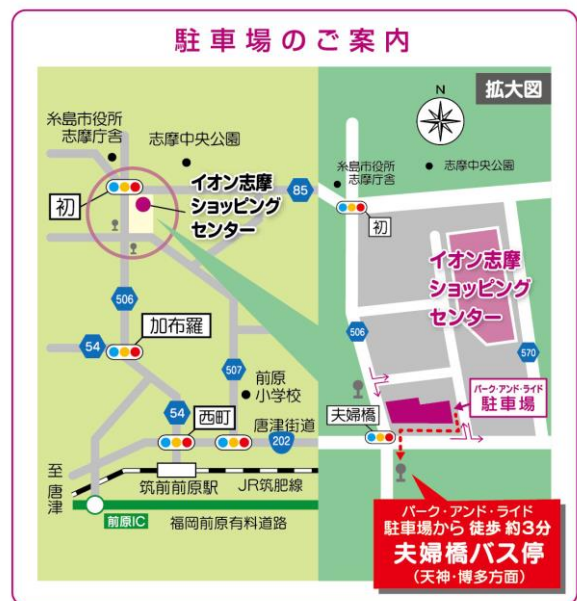 駐車場のご案内
糸島市役所
志摩庁舎
志摩中央公園
初
イオン志摩
ショッピング
センター
85
506
54
加布羅
507
前原
小学校
54
西町
唐津街道
202
至
唐津
筑前前原駅
JR筑肥線
前原IC
福岡前原有料道路
拡大図
N
糸島市役所
志摩庁舎
志摩中央公園
初
イオン志摩
ショッピング
センター
506
570
パーク・アンド・ライド
駐車場
夫婦橋
パーク・アンド・ライド
駐車場から 徒歩 約3分
夫婦橋バス停
(天神・博多方面)